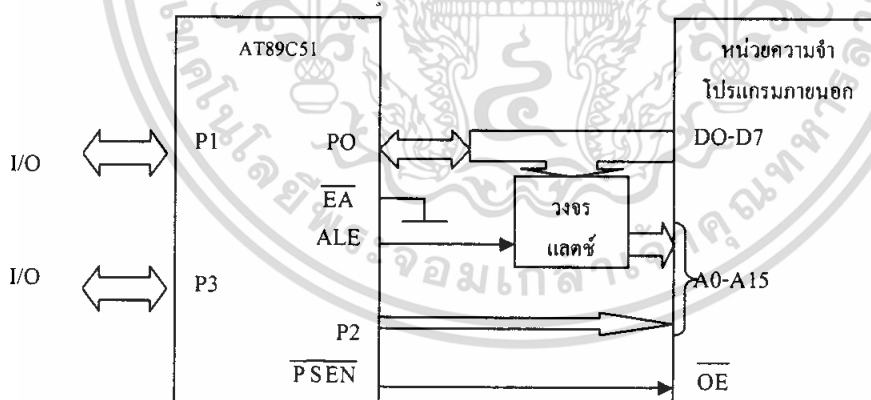 AT89C51
หน่วยความจำ
โปรแกรมภายนอก
I/O
P1
PO
DO-D7
EA
วงจร
แลตช์
ALE
I/O
P3
A0-A15
P2
PSEN
OE